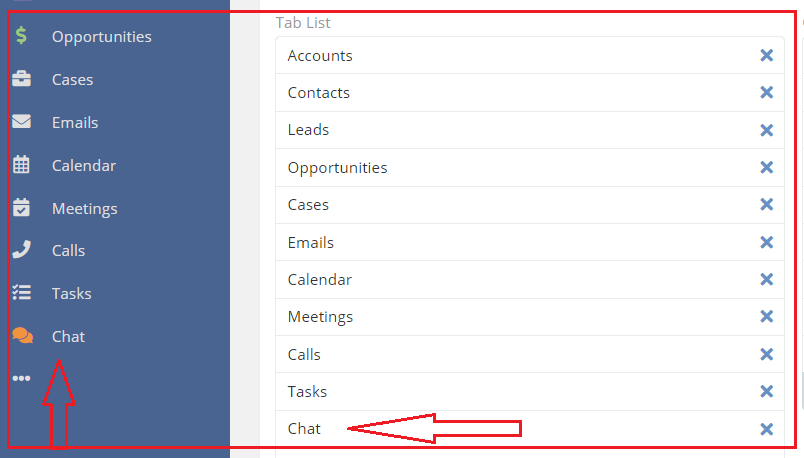 Opportunities
Cases
Emails
Calendar
Meetings
Calls
Tasks
Chat
Tab List
Accounts
Contacts
Leads
Opportunities
Cases
Emails
Calendar
Meetings
Calls
Tasks
Chat